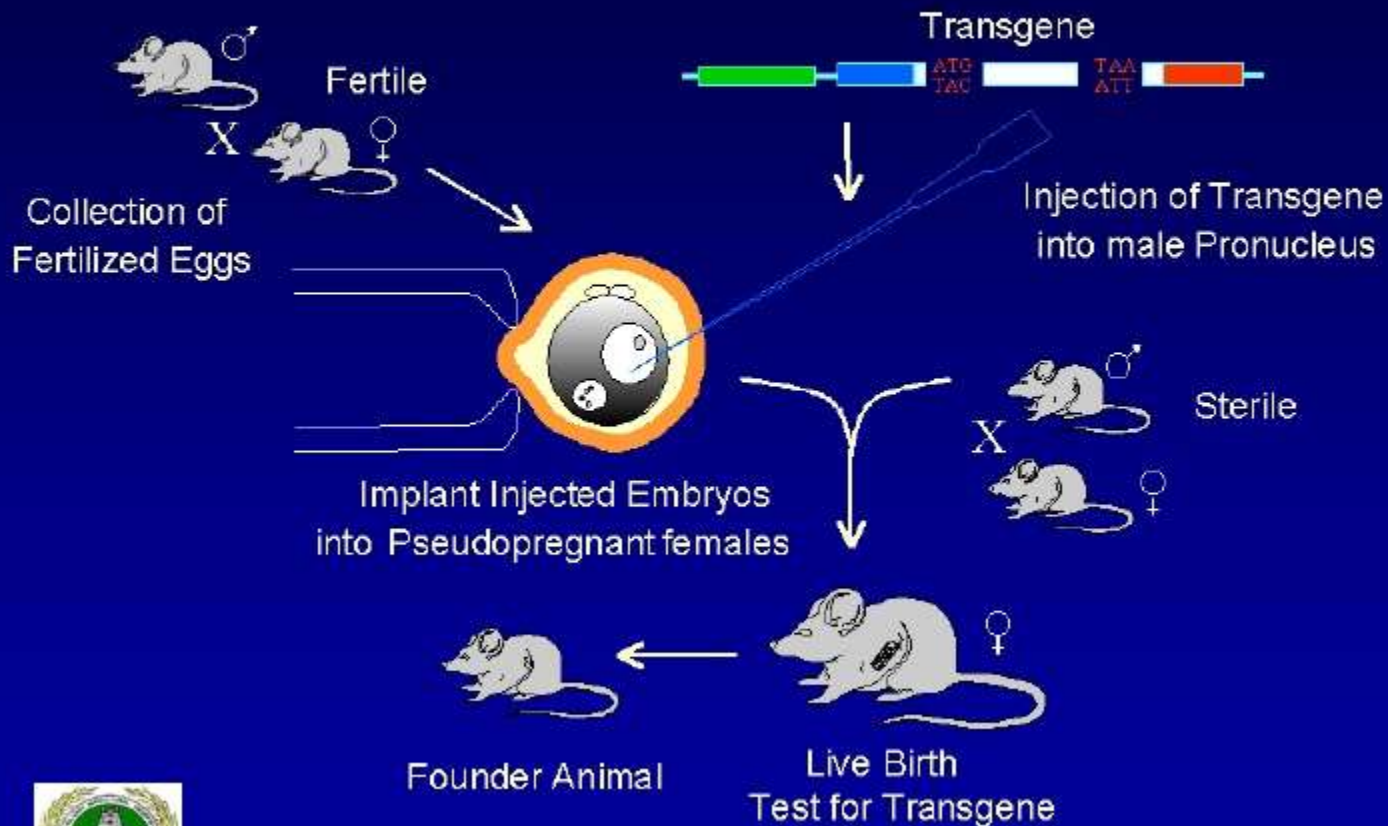 Transgene
Fertile
X
ATG
TAC
TAA
ATT
Collection of
Fertilized Eggs
Injection of Transgene
into male Pronucleus
Sterile
X
Implant Injected Embryos
into Pseudopregnant females
Founder Animal
Live Birth
Test for Transgene